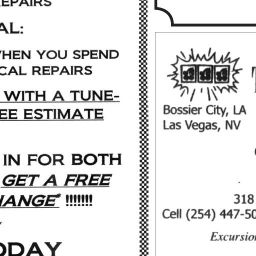 EPAIRS
AL:
WHEN YOU SPEND
CAL REPAIRS
WITH A TUNE-
EE ESTIMATE
IN FOR BOTH
GET A FREE
HANGE* !!!!!!!
ODAY
Bossier City, LA
Las Vegas, NV
318
Cell (254) 447-50
Excursion